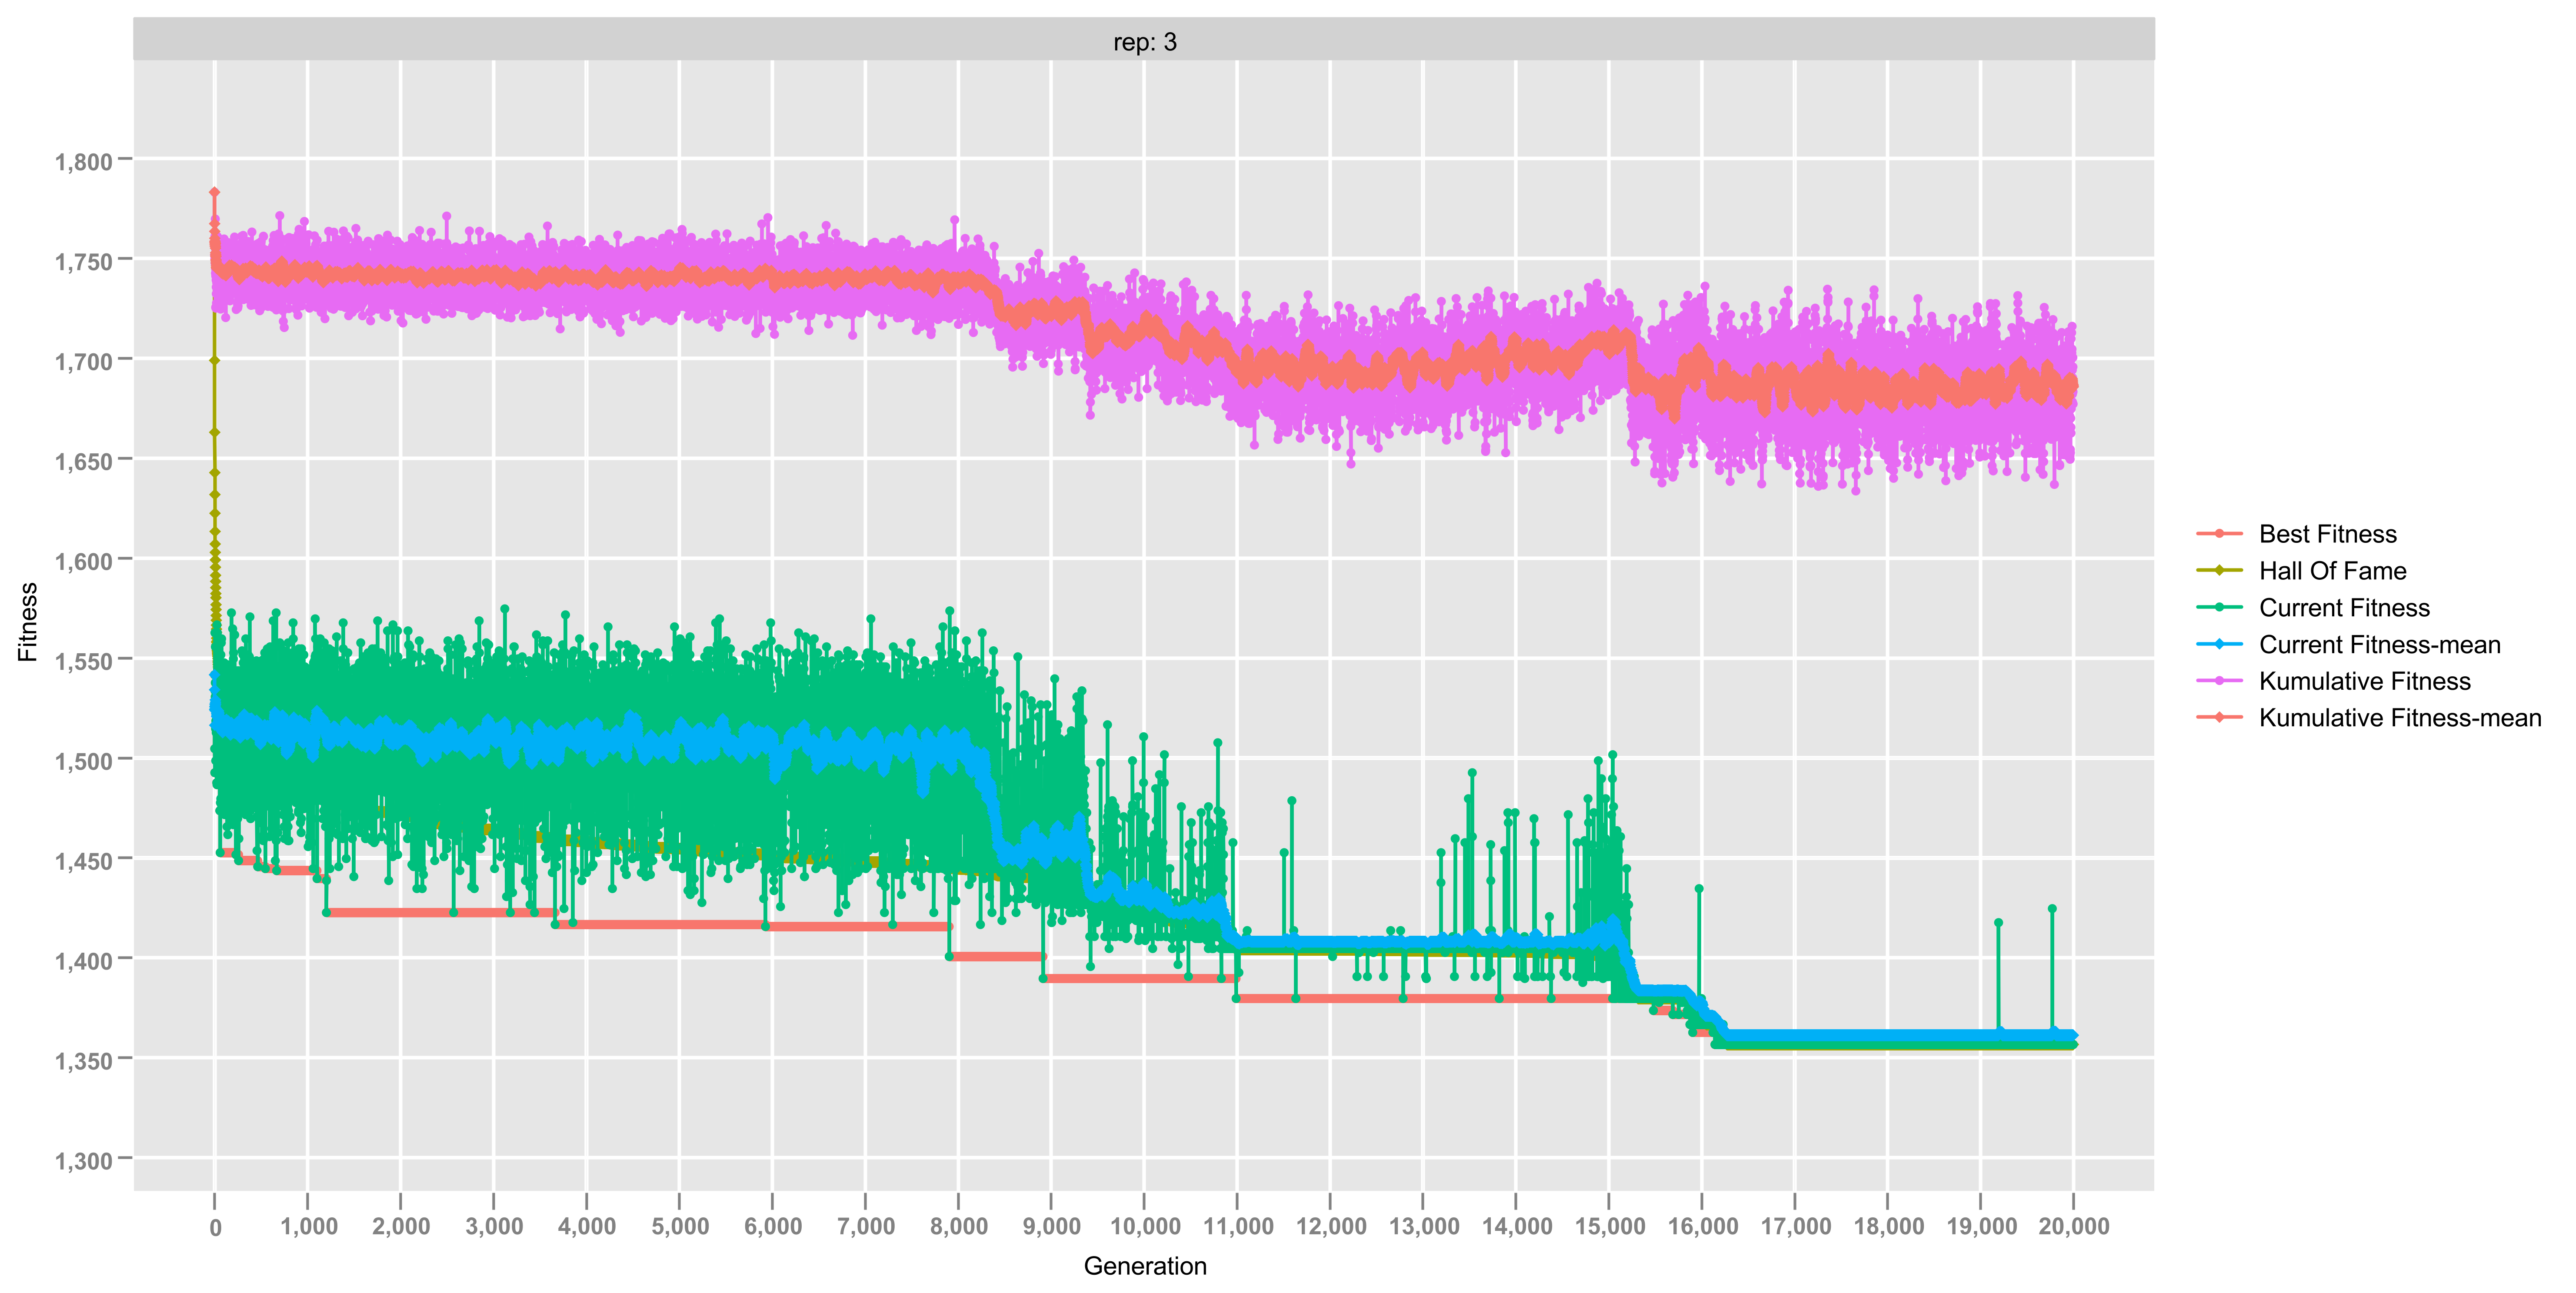 rep: 3
1,800
1,750
1,700
1,650
1,600
1,550
1,500
1,450
1,400
1,350
1,300
Fitness
0 1,000 2,000 3,000 4,000 5,000 6,000 7,000 8,000 9,000 10,000 11,000 12,000 13,000 14,000 15,000 16,000 17,000 18,000 19,000 20,000
Generation
Best Fitness
Hall Of Fame
Current Fitness
Current Fitness-mean
Kumulative Fitness
Kumulative Fitness-mean